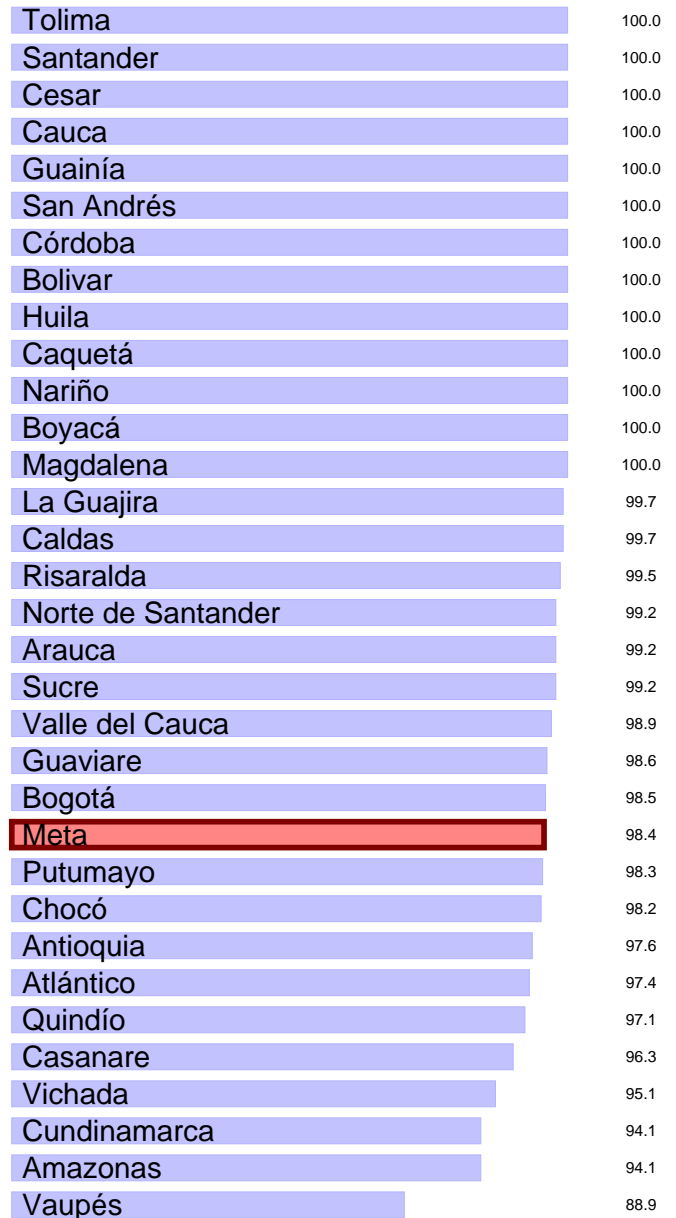 Tolima 100.0
Santander 100.0
Cesar 100.0
Cauca 100.0
Guainía 100.0
San Andrés 100.0
Córdoba 100.0
Bolivar 100.0
Huila 100.0
Caquetá 100.0
Nariño 100.0
Boyacá 100.0
Magdalena 100.0
La Guajira 99.7
Caldas 99.7
Risaralda 99.5
Norte de Santander 99.2
Arauca 99.2
Sucre 99.2
Valle del Cauca 98.9
Guaviare 98.6
Bogotá 98.5
Meta 98.4
Putumayo 98.3
Chocó 98.2
Antioquia 97.6
Atlántico 97.4
Quindío 97.1
Casanare 96.3
Vichada 95.1
Cundinamarca 94.1
Amazonas 94.1
Vaupés 88.9